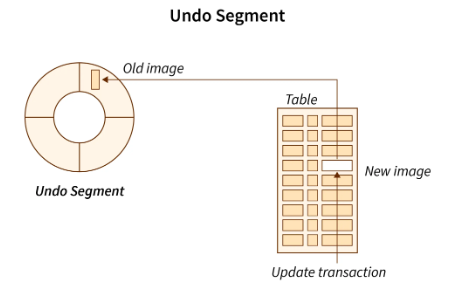 Undo Segment
Old image
Table
New image
Undo Segment
Update transaction